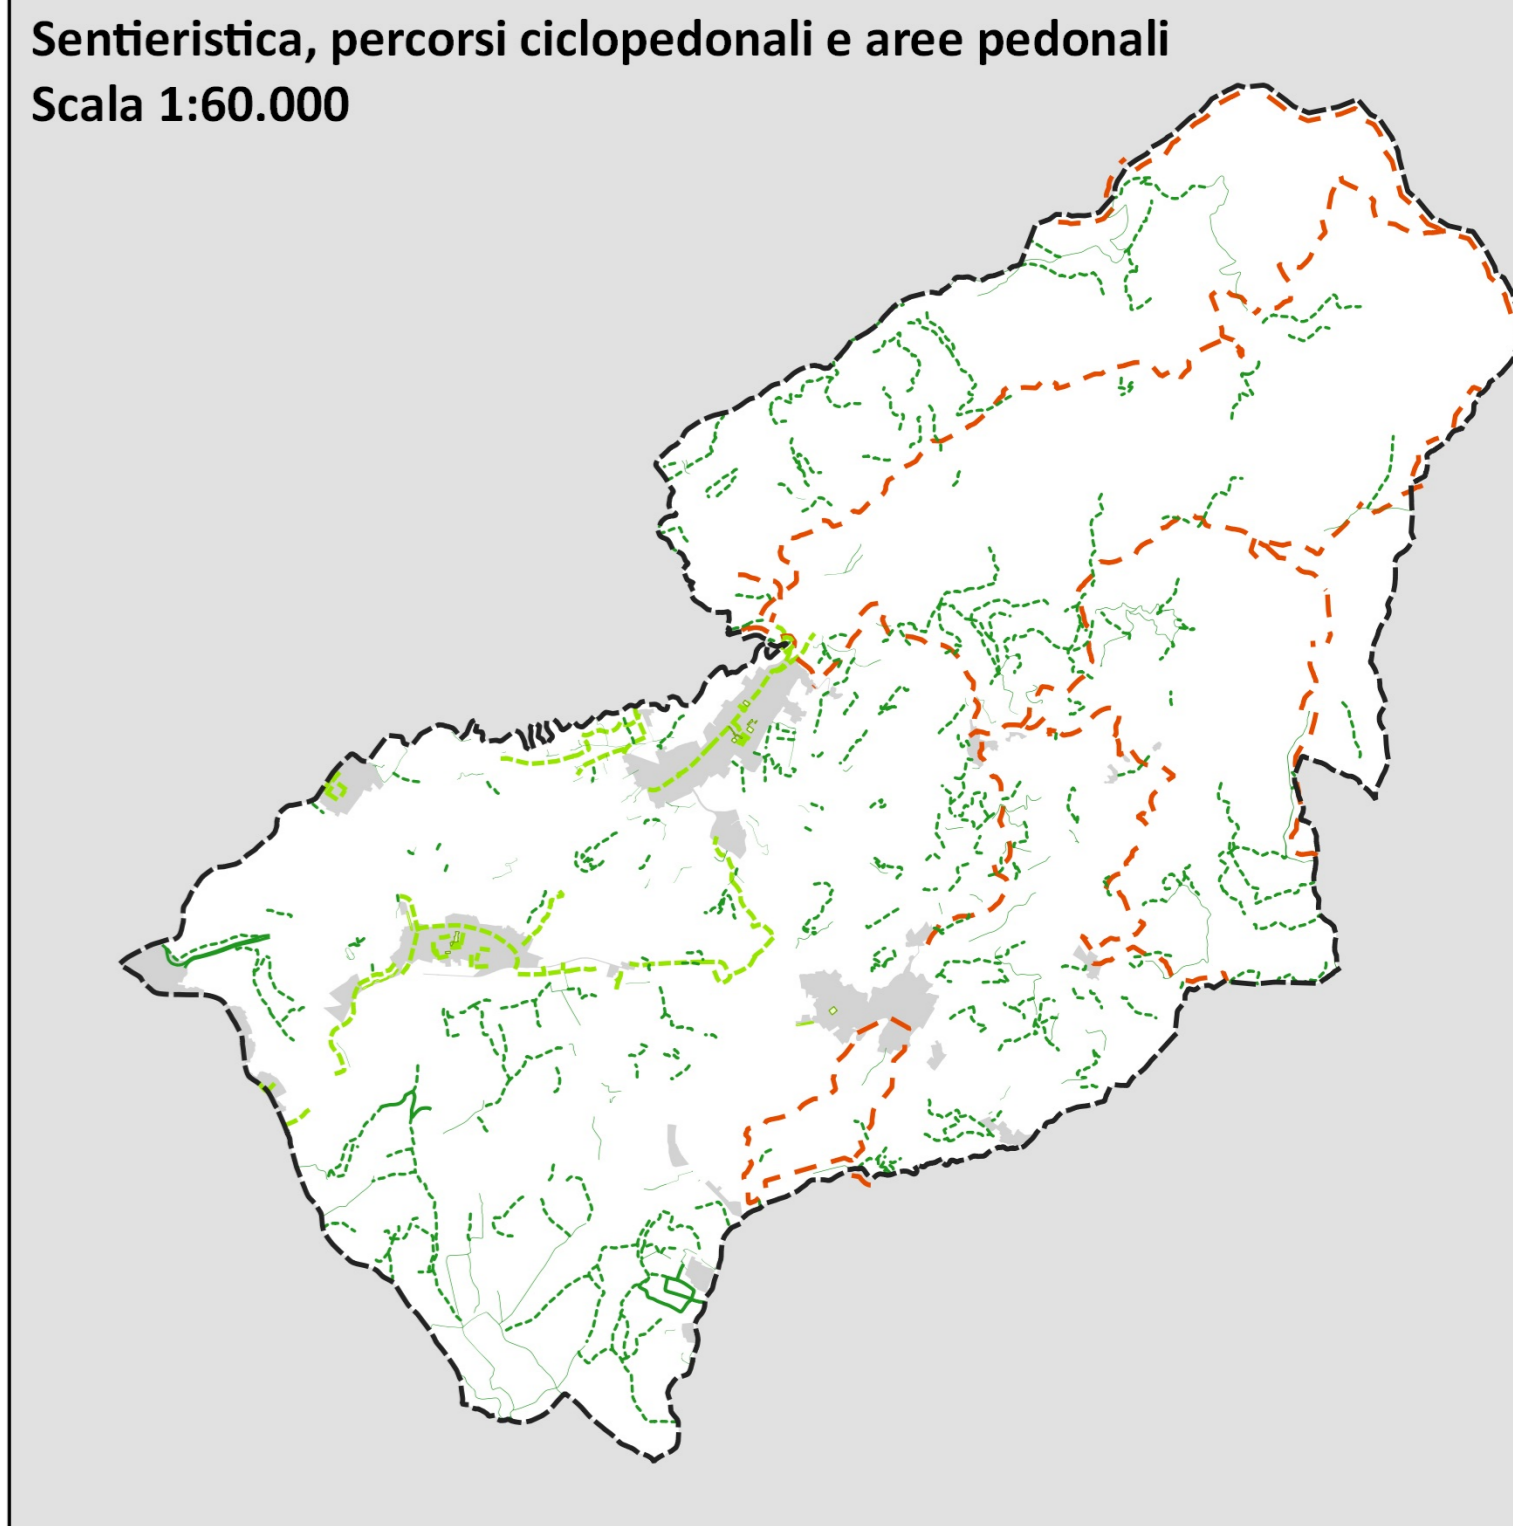 Sentieristica, percorsi ciclopedonali e aree pedonali
Scala 1:60.000